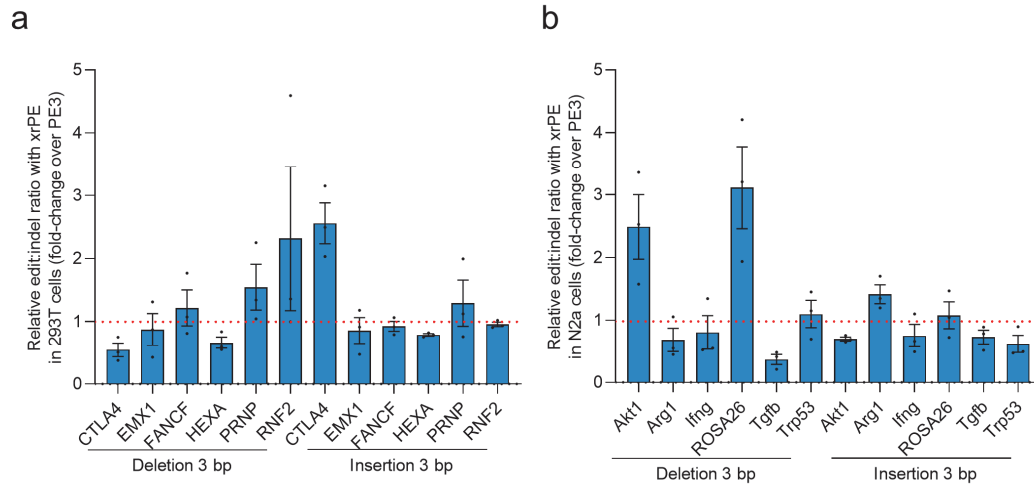 a
Relative edit:indel ratio with xrPE
in 293T cells (fold-change over PE3)
5
4
3
2
1
0
CTLA4
EMX1
FANCF
HEXA
PRNP
RNF2
CTLA4
EMX1
FANCF
HEXA
PRNP
RNF2
Deletion 3 bp
Insertion 3 bp
b
Relative edit:indel ratio with xrPE
in N2a cells (fold-change over PE3)
5
4
3
2
1
0
Akt1
Arg1
Ifng
ROSA26
Tgfb
Trp53
Akt1
Arg1
Ifng
ROSA26
Tgfb
Trp53
Deletion 3 bp
Insertion 3 bp